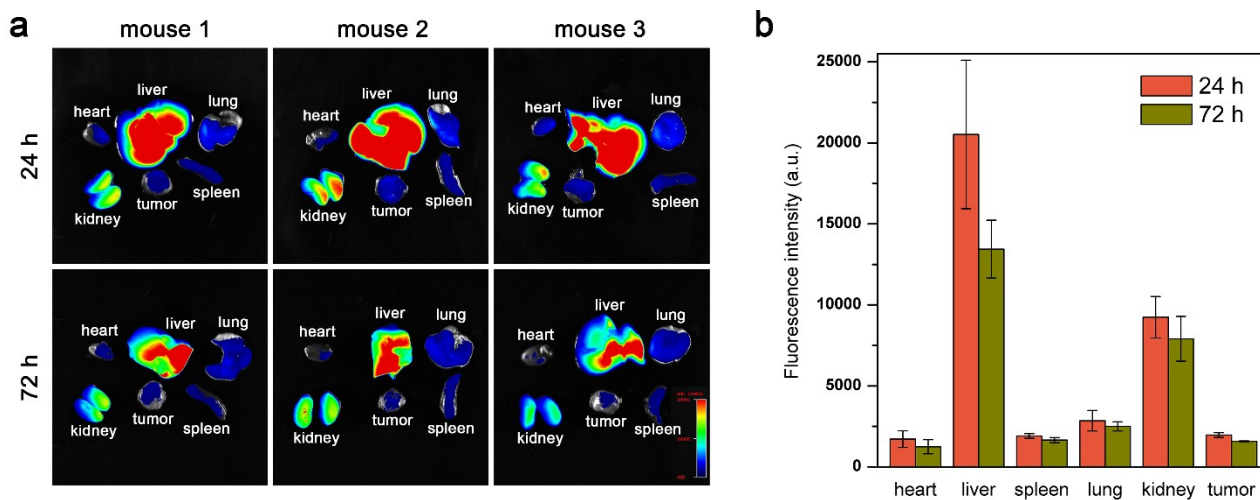 a
mouse 1 mouse 2 mouse 3
24 h
heart liver lung
kidney tumor spleen
heart liver lung
kidney tumor spleen
heart liver lung
kidney tumor spleen
72 h
heart liver lung
kidney tumor spleen
heart liver lung
kidney tumor spleen
heart liver lung
kidney tumor spleen
b
Fluorescence intensity (a.u.)
25000
20000
15000
10000
5000
0
24 h
72 h
heart liver spleen lung kidney tumor